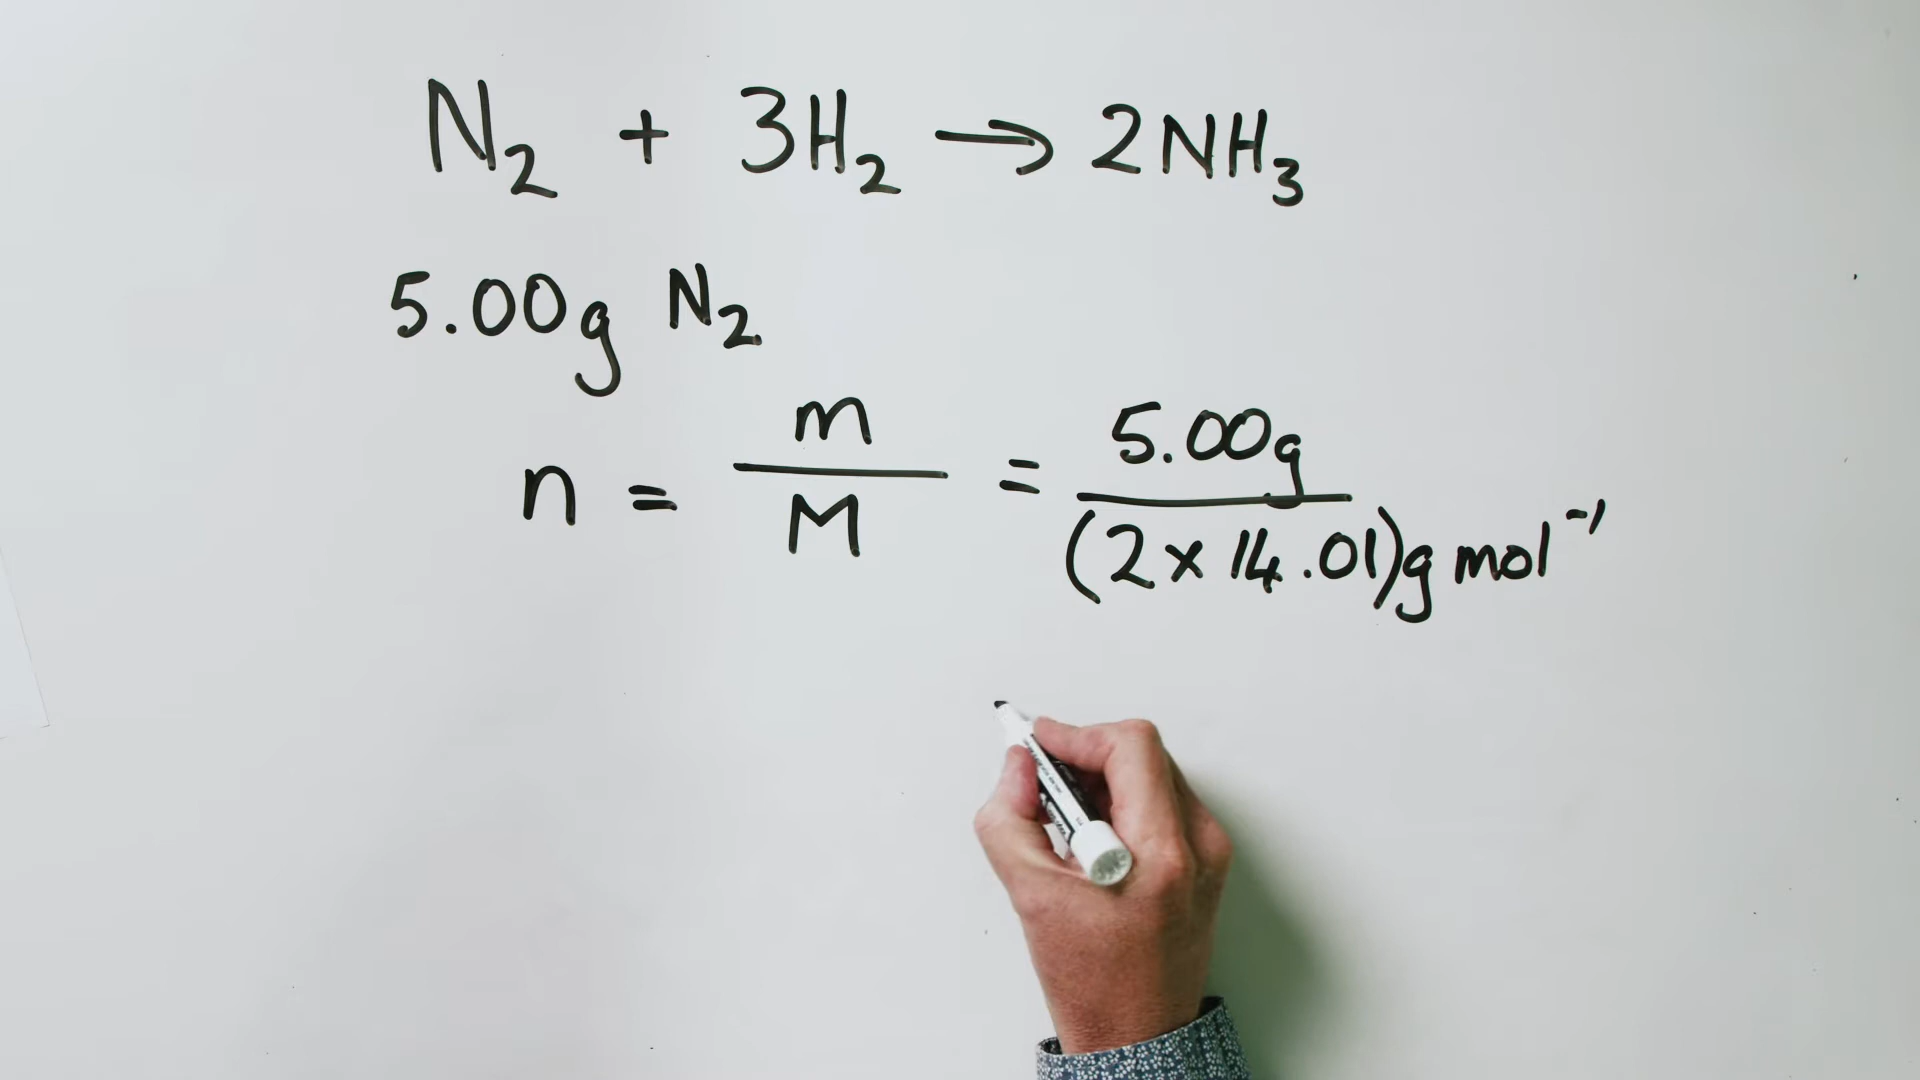 N₂ + 3H₂ → 2NH₃
5.00g N₂
n = m/M = 5.00g/(2×14.01)g mol⁻¹